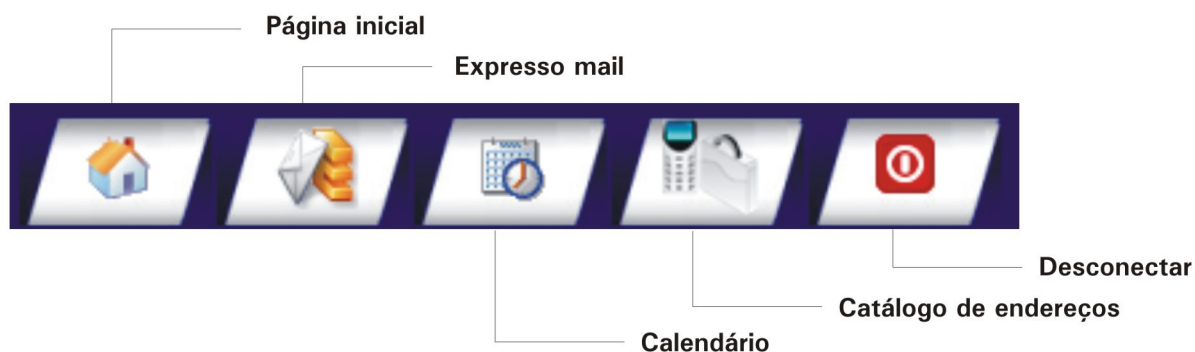 Página inicial
Expresso mail
Desconectar
Catálogo de endereços
Calendário